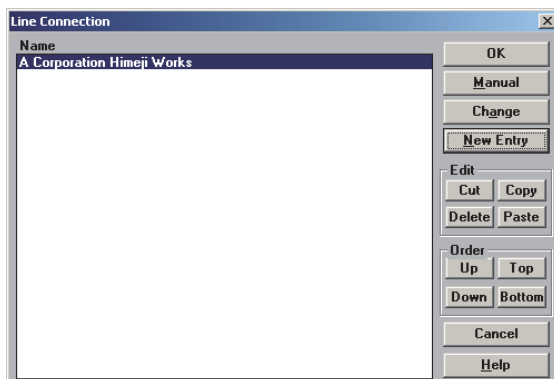 Line Connection
Name
A Corporation Himeji Works
OK
Manual
Change
New Entry
Edit
Cut Copy
Delete Paste
Order
Up Top
Down Bottom
Cancel
Help